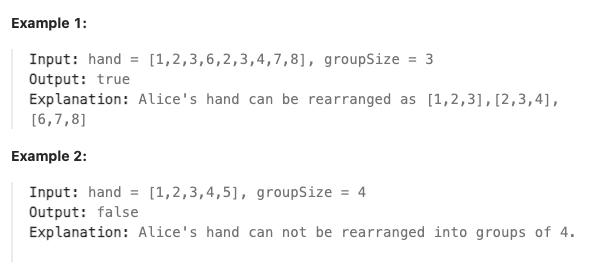 Example 1:
Input: hand = [1,2,3,6,2,3,4,7,8], groupSize = 3
Output: true
Explanation: Alice's hand can be rearranged as [1,2,3],[2,3,4],
[6,7,8]
Example 2:
Input: hand = [1,2,3,4,5], groupSize = 4
Output: false
Explanation: Alice's hand can not be rearranged into groups of 4.